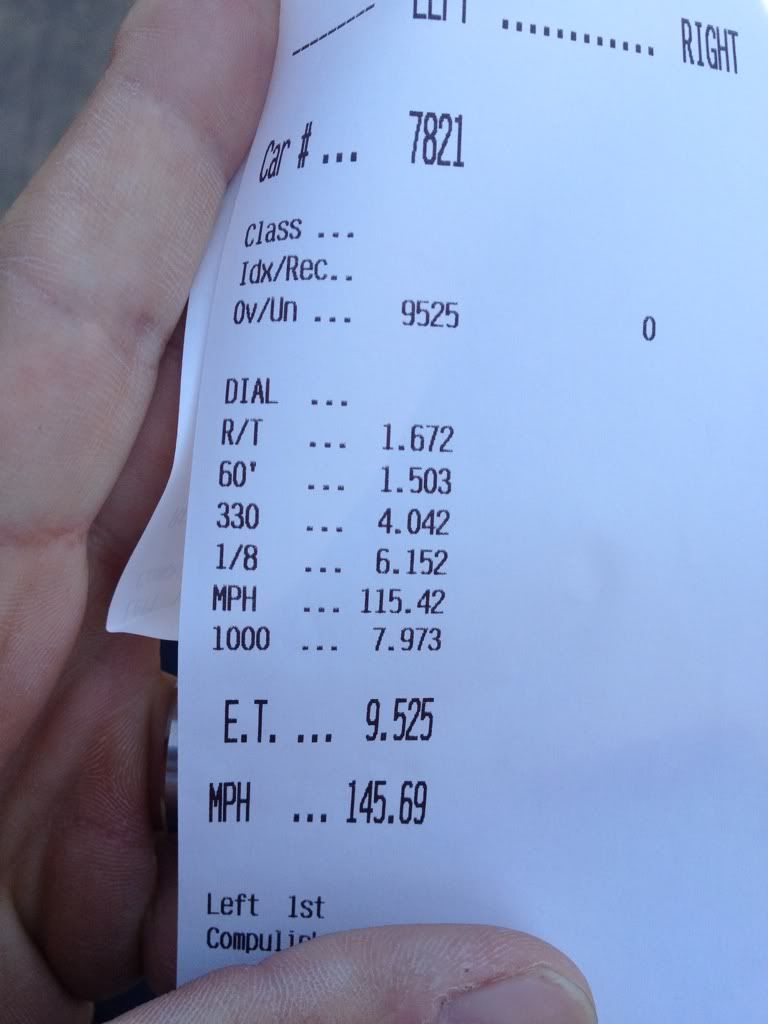 LEFT ............ RIGHT
Car # ... 7821
Class ...
Idx/Rec..
Ov/Un ... 9525 0
DIAL ...
R/T ... 1.672
60' ... 1.503
330 ... 4.042
1/8 ... 6.152
MPH ... 115.42
1000 ... 7.973
E.T. ... 9.525
MPH ... 145.69
Left 1st